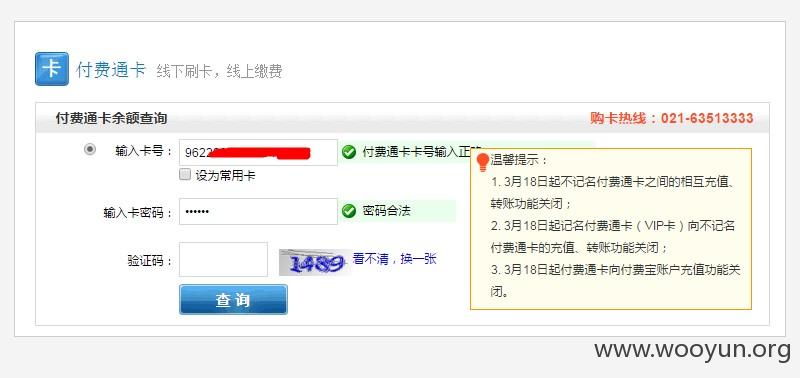 卡 付费通卡 线下刷卡，线上缴费
付费通卡余额查询 购卡热线：021-63513333
输入卡号： 9622 付费通卡卡号输入正
设为常用卡
输入卡密码： •••••• 密码合法
验证码： 1489 看不清，换一张
查 询
温馨提示：
1. 3月18日起不记名付费通卡之间的相互充值、
转账功能关闭；
2. 3月18日起记名付费通卡（VIP卡）向不记名
付费通卡的充值、转账功能关闭；
3. 3月18日起付费通卡向付费宝账户充值功能关
闭。
www.wooyun.org